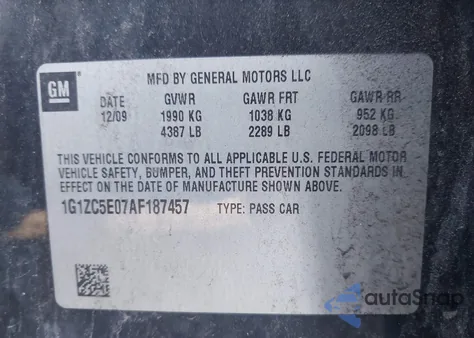 GM
MFD BY GENERAL MOTORS LLC
DATE GVWR GAWR FRT GAWR RR
12/09 1990 KG 1038 KG 952 KG
4387 LB 2289 LB 2098 LB
THIS VEHICLE CONFORMS TO ALL APPLICABLE U.S. FEDERAL MOTOR
VEHICLE SAFETY, BUMPER, AND THEFT PREVENTION STANDARDS IN
EFFECT ON THE DATE OF MANUFACTURE SHOWN ABOVE.
1G1ZC5E07AF187457 TYPE: PASS CAR
autaSnap